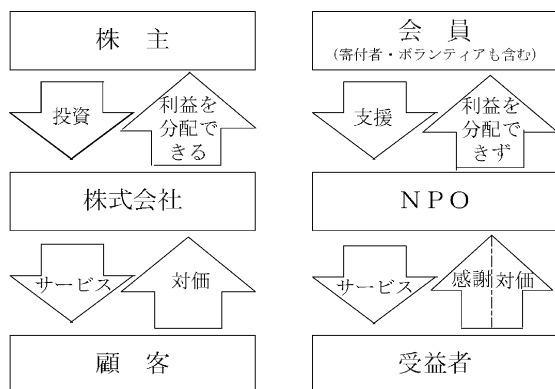 株　主
投資
利益を
分配で
きる
株式会社
サービス
対価
顧　客
会　員
(寄付者・ボランティアも含む)
支援
利益を
分配で
きず
ＮＰＯ
サービス
感謝
対価
受益者